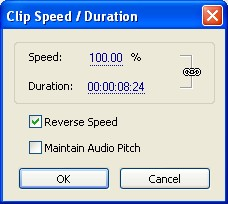 Clip Speed / Duration
Speed: 100.00 %
Duration: 00:00:08:24
Reverse Speed
Maintain Audio Pitch
OK Cancel